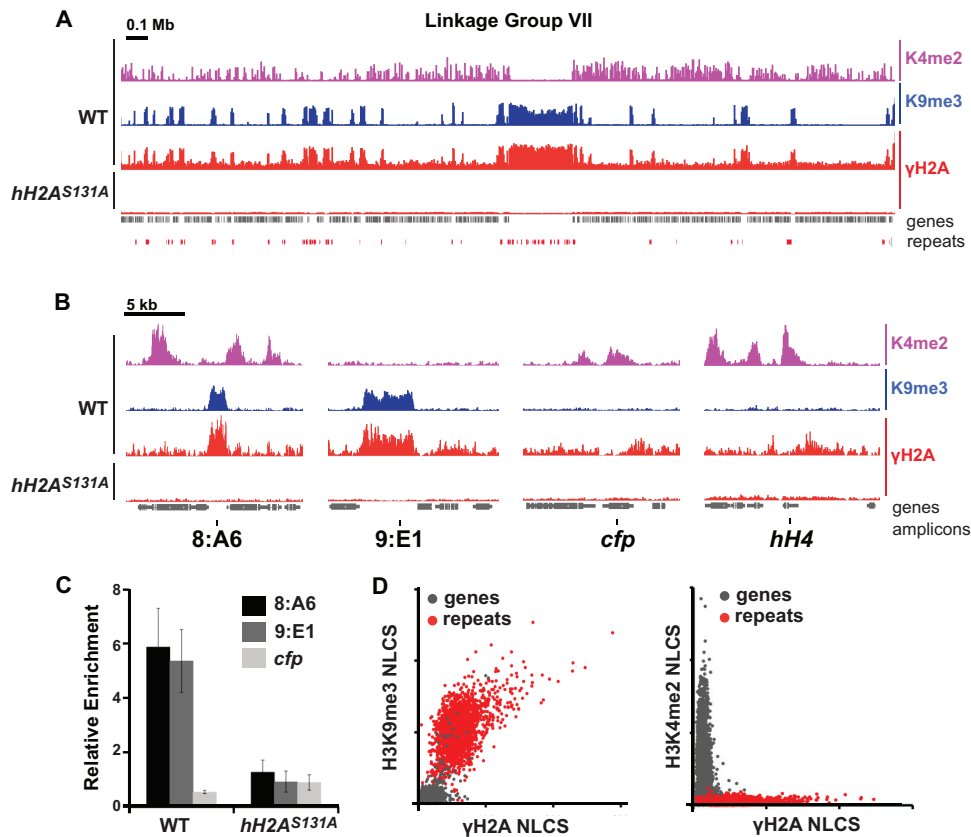 A
0.1 Mb
Linkage Group VII
K4me2
K9me3
WT
γH2A
hH2A^S131A
genes
repeats
B
5 kb
K4me2
K9me3
WT
γH2A
hH2A^S131A
genes
amplicons
8:A6
9:E1
cfp
hH4
C
Relative Enrichment
8
6
4
2
0
8:A6
9:E1
cfp
WT
hH2A^S131A
D
genes
repeats
H3K9me3 NLCS
γH2A NLCS
genes
repeats
H3K4me2 NLCS
γH2A NLCS